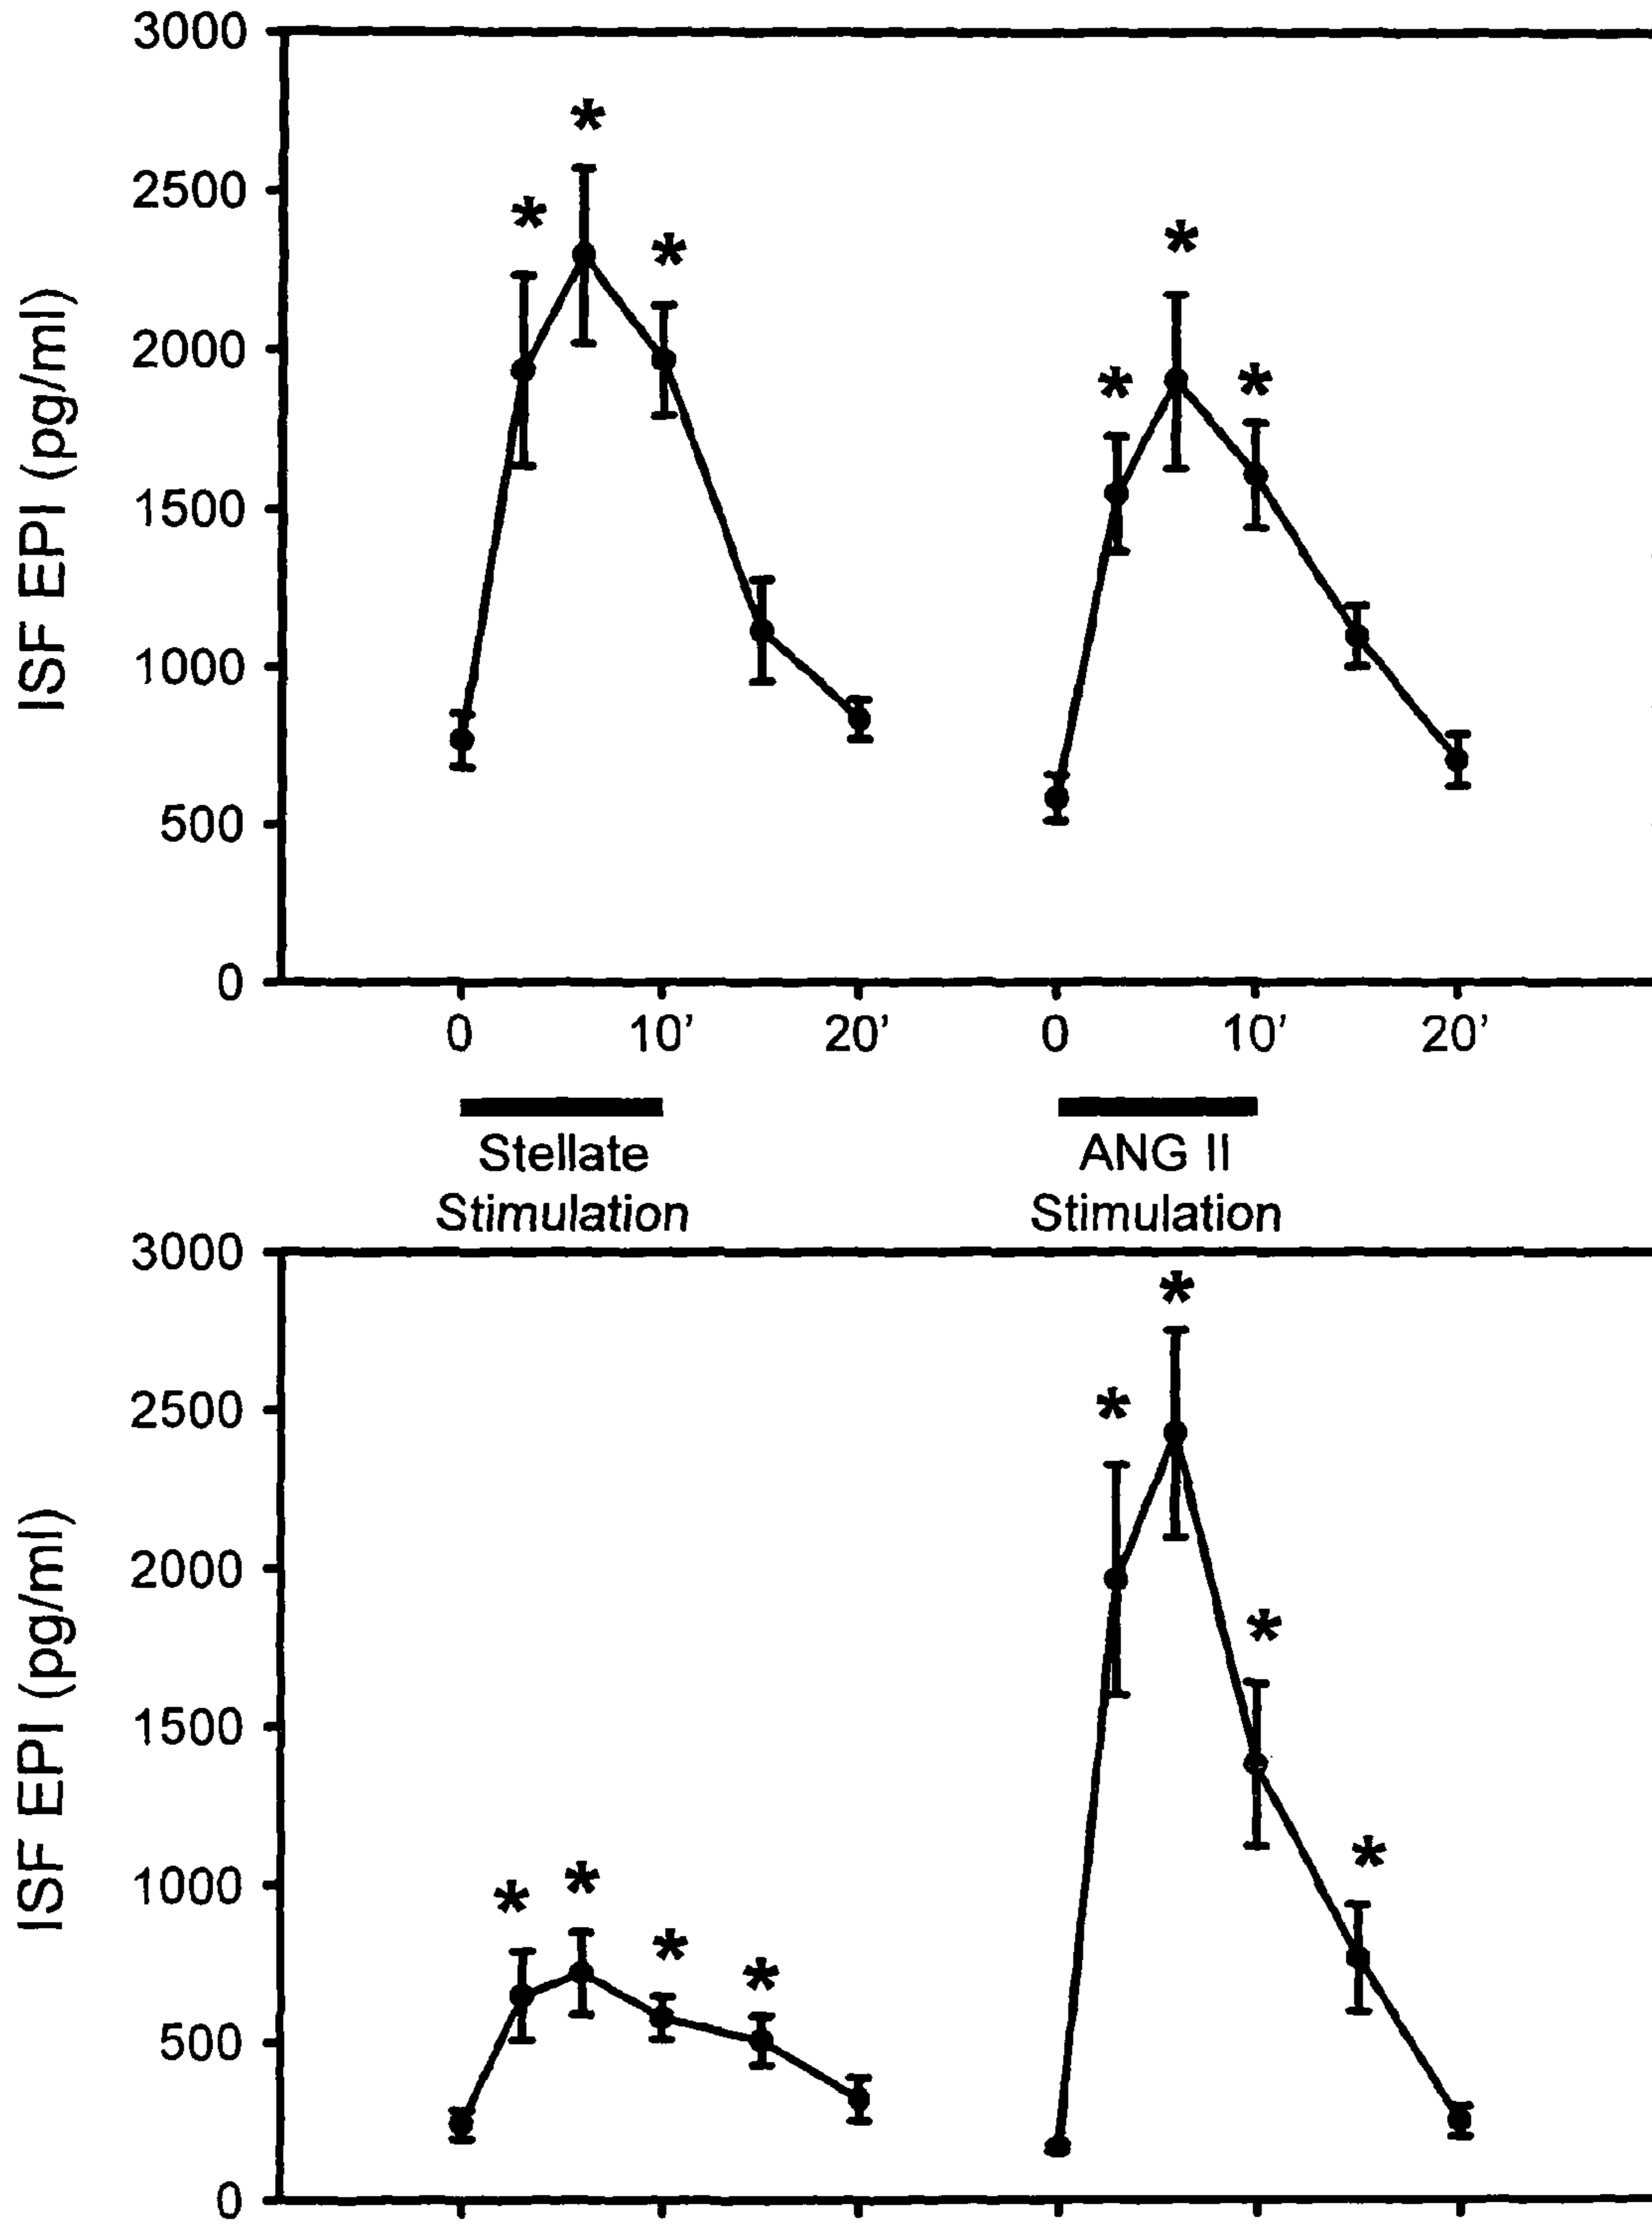 3000
2500
2000
1500
1000
500
0
ISF EPI (pg/ml)
* * * * * *
0 10' 20' 0 10' 20'
Stellate
Stimulation
ANG II
Stimulation
3000
2500
2000
1500
1000
500
0
ISF EPI (pg/ml)
* * * * * * * *